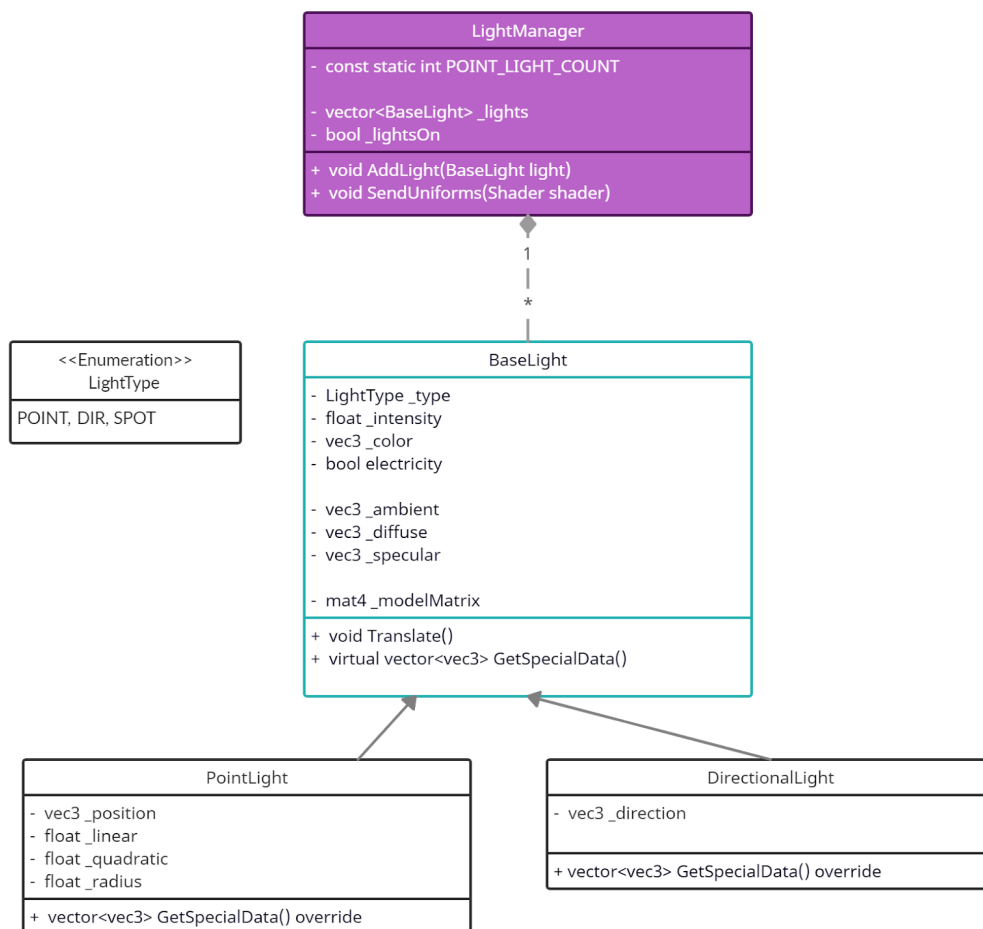 LightManager
- const static int POINT_LIGHT_COUNT
- vector<BaseLight> _lights
- bool _lightsOn
+ void AddLight(BaseLight light)
+ void SendUniforms(Shader shader)
1
*
<<Enumeration>>
LightType
POINT, DIR, SPOT
BaseLight
- LightType _type
- float _intensity
- vec3 _color
- bool electricity
- vec3 _ambient
- vec3 _diffuse
- vec3 _specular
- mat4 _modelMatrix
+ void Translate()
+ virtual vector<vec3> GetSpecialData()
PointLight
- vec3 _position
- float _linear
- float _quadratic
- float _radius
+ vector<vec3> GetSpecialData() override
DirectionalLight
- vec3 _direction
+ vector<vec3> GetSpecialData() override